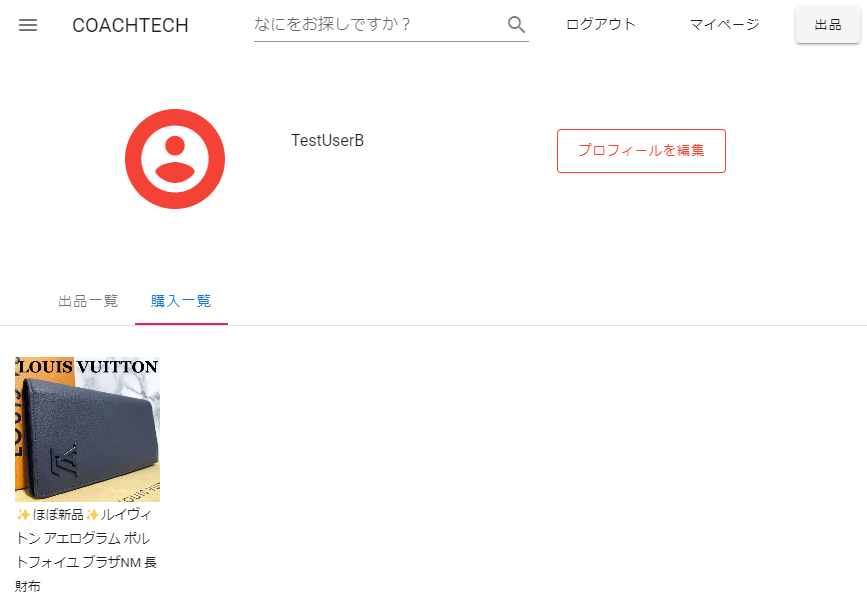 COACHTECH
なにをお探しですか？
ログアウト
マイページ
出品
TestUserB
プロフィールを編集
出品一覧
購入一覧
LOUIS VUITTON
✨ほぼ新品✨ルイヴィ
トン アエログラム ポル
トフォイユ ブラザNM 長
財布